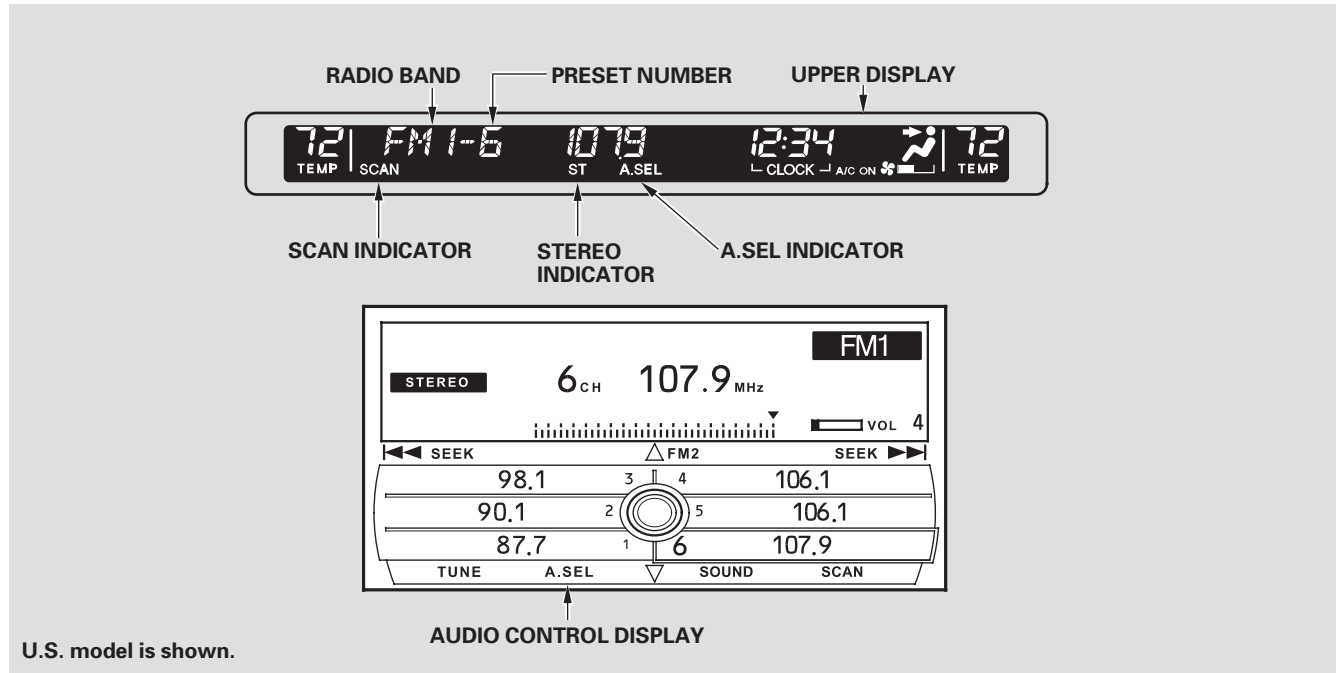 RADIO BAND PRESET NUMBER UPPER DISPLAY
72 FM1-6 107.9 12:34 72
TEMP SCAN ST A.SEL CLOCK A/C ON TEMP
SCAN INDICATOR STEREO INDICATOR A.SEL INDICATOR
FM1
STEREO 6CH 107.9MHz
VOL 4
SEEK FM2 SEEK
98.1 3 4 106.1
90.1 2 5 106.1
87.7 1 6 107.9
TUNE A.SEL SOUND SCAN
AUDIO CONTROL DISPLAY
U.S. model is shown.